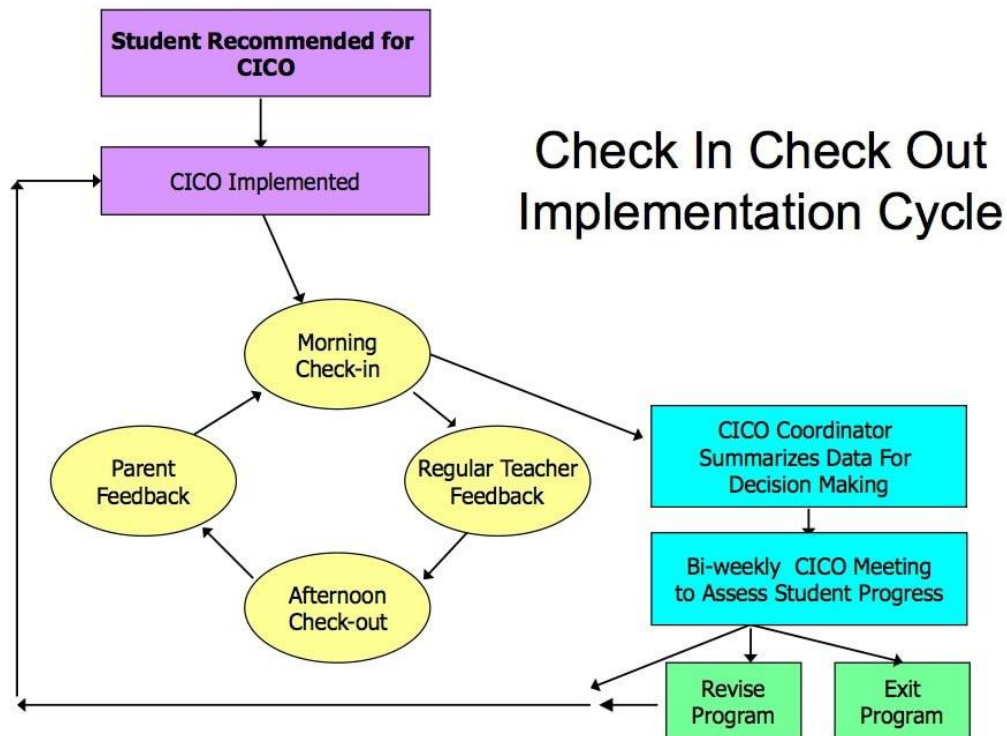 Student Recommended for
CICO
CICO Implemented
Check In Check Out
Implementation Cycle
Morning
Check-in
Parent
Feedback
Regular Teacher
Feedback
Afternoon
Check-out
CICO Coordinator
Summarizes Data For
Decision Making
Bi-weekly CICO Meeting
to Assess Student Progress
Revise
Program
Exit
Program